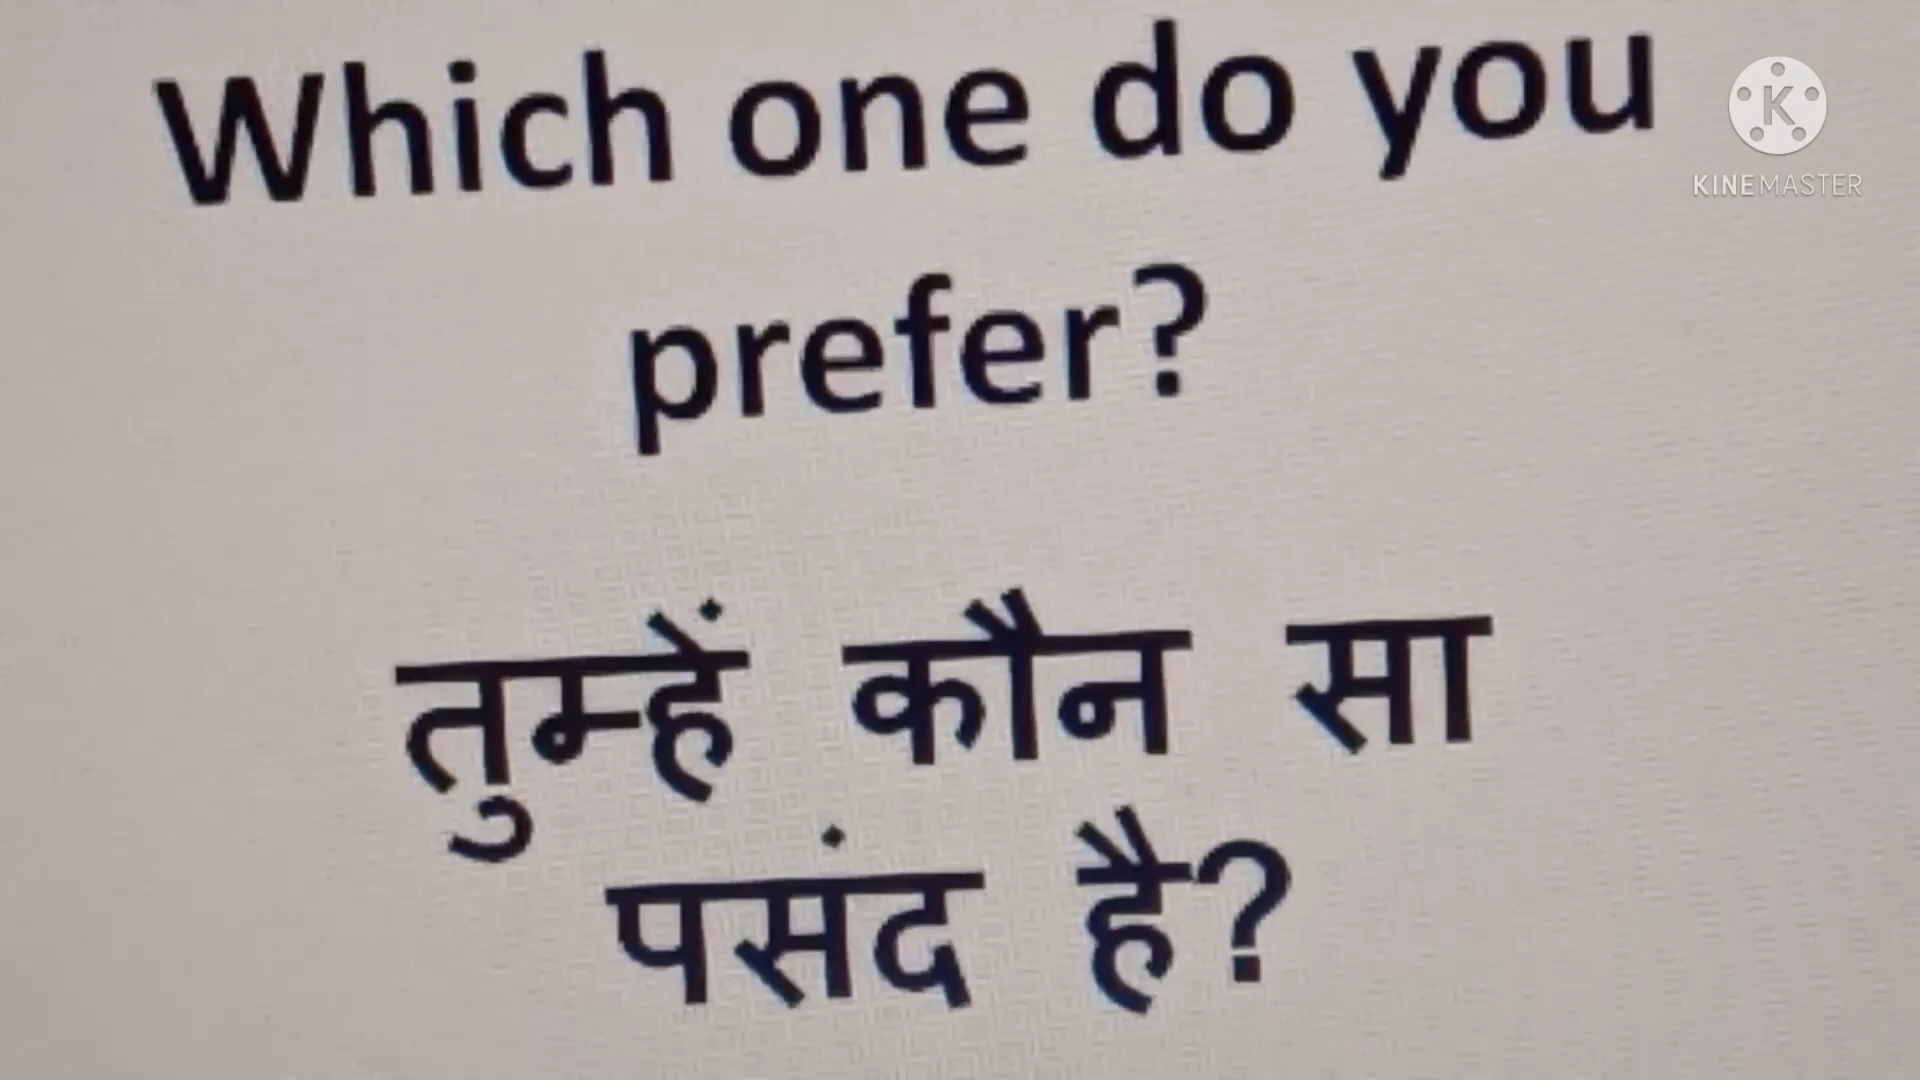 Which one do you
prefer?
तुम्हें कौन सा
पसंद है?
KINEMASTER